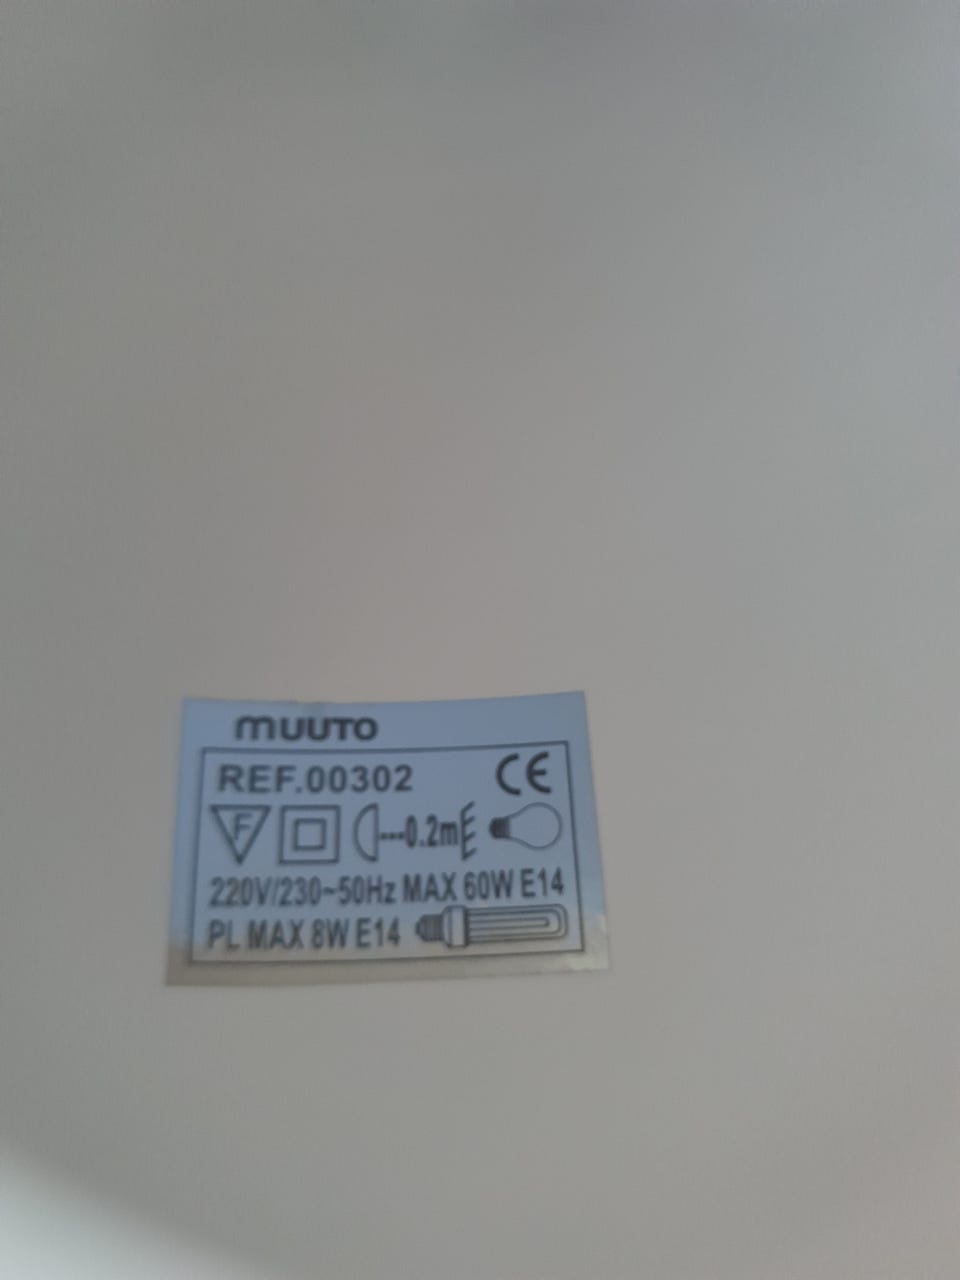 muuto
REF.00302 CE
F ---0.2m
220V/230~50Hz MAX 60W E14
PL MAX 8W E14